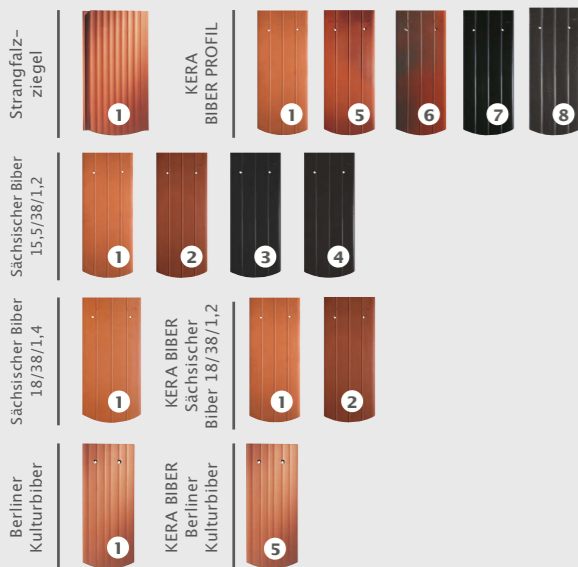 Strangfalz-
ziegel
1
KERA
BIBER PROFIL
1
5
6
7
8
Sächsischer Biber
15,5/38/1,2
1
2
3
4
Sächsischer Biber
18/38/1,4
1
KERA BIBER
Sächsischer
Biber 18/38/1,2
1
2
Berliner
Kulturbiber
1
KERA BIBER
Berliner
Kulturbiber
5